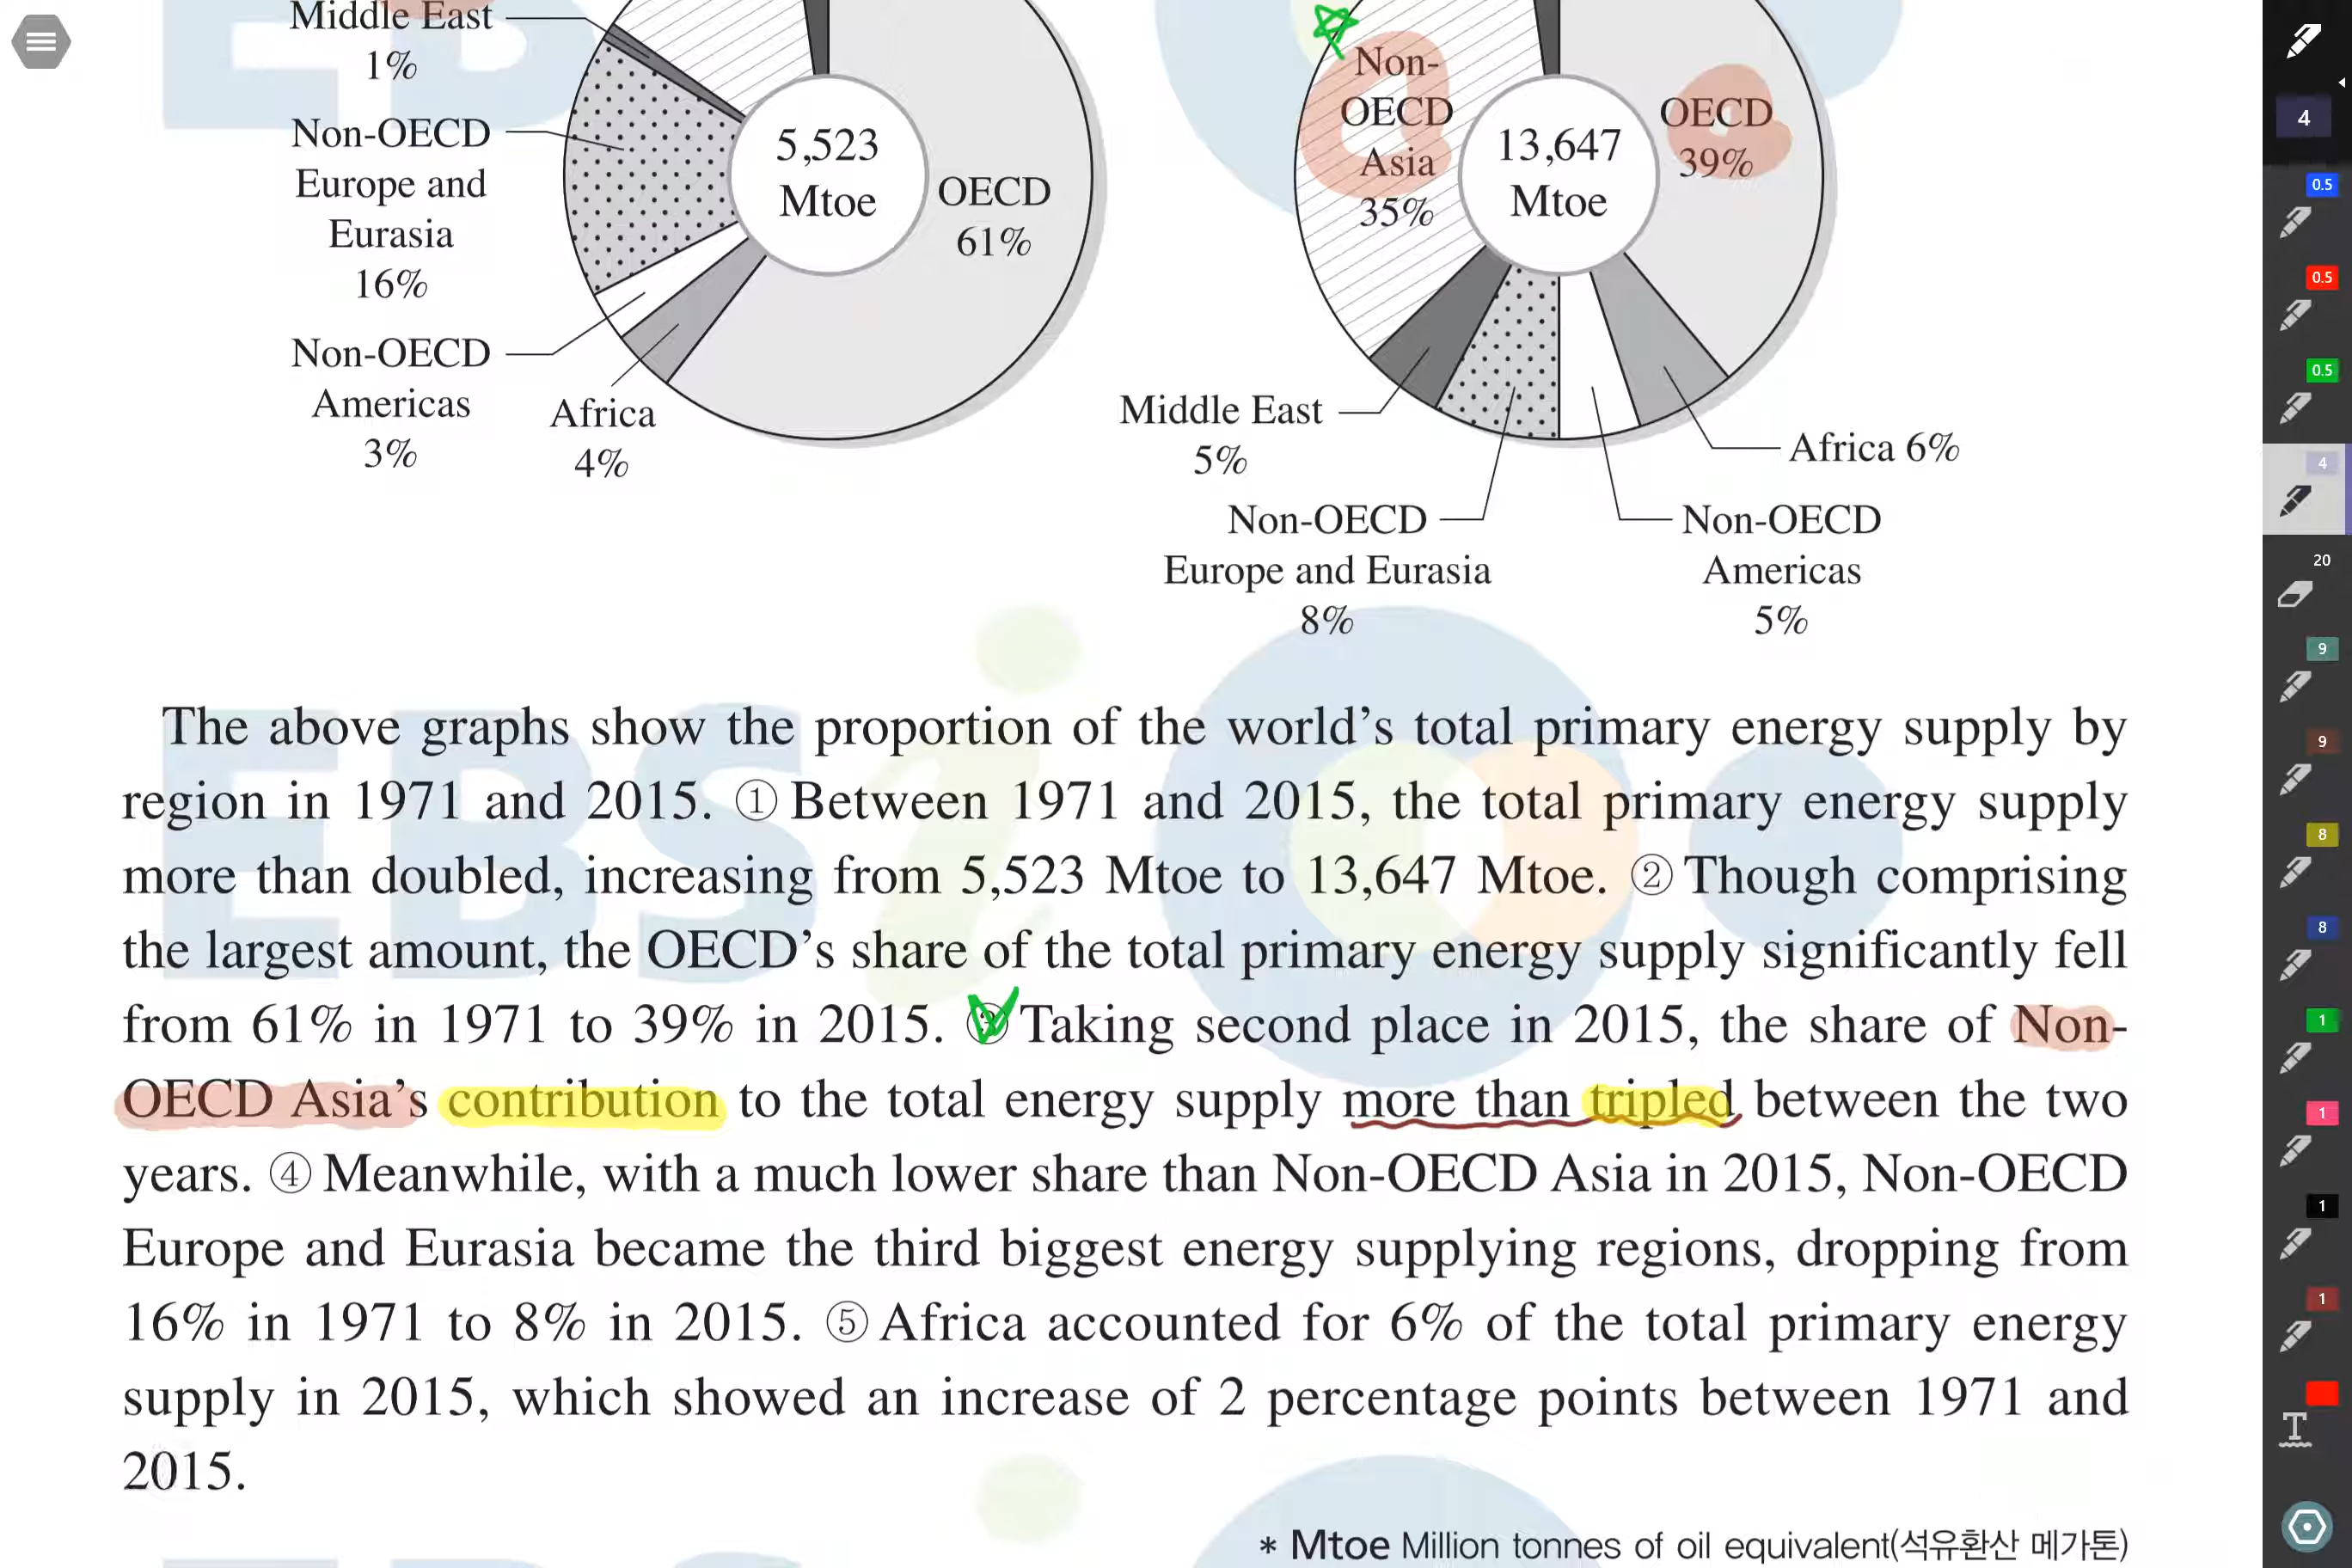 Middle East
1%
Non-OECD
Europe and
Eurasia
16%
Non-OECD
Americas
3%
Africa
4%
5,523
Mtoe
OECD
61%
Non-
OECD
Asia
35%
13,647
Mtoe
OECD
39%
Middle East
5%
Non-OECD
Europe and Eurasia
8%
Non-OECD
Americas
5%
Africa 6%
The above graphs show the proportion of the world's total primary energy supply by
region in 1971 and 2015. ① Between 1971 and 2015, the total primary energy supply
more than doubled, increasing from 5,523 Mtoe to 13,647 Mtoe. ② Though comprising
the largest amount, the OECD's share of the total primary energy supply significantly fell
from 61% in 1971 to 39% in 2015. ③ Taking second place in 2015, the share of Non-
OECD Asia's contribution to the total energy supply more than tripled between the two
years. ④ Meanwhile, with a much lower share than Non-OECD Asia in 2015, Non-OECD
Europe and Eurasia became the third biggest energy supplying regions, dropping from
16% in 1971 to 8% in 2015. ⑤ Africa accounted for 6% of the total primary energy
supply in 2015, which showed an increase of 2 percentage points between 1971 and
2015.
* Mtoe Million tonnes of oil equivalent(석유환산 메가톤)
EBSi
4
0.5
0.5
0.5
4
20
9
9
8
8
1
1
1
1
T